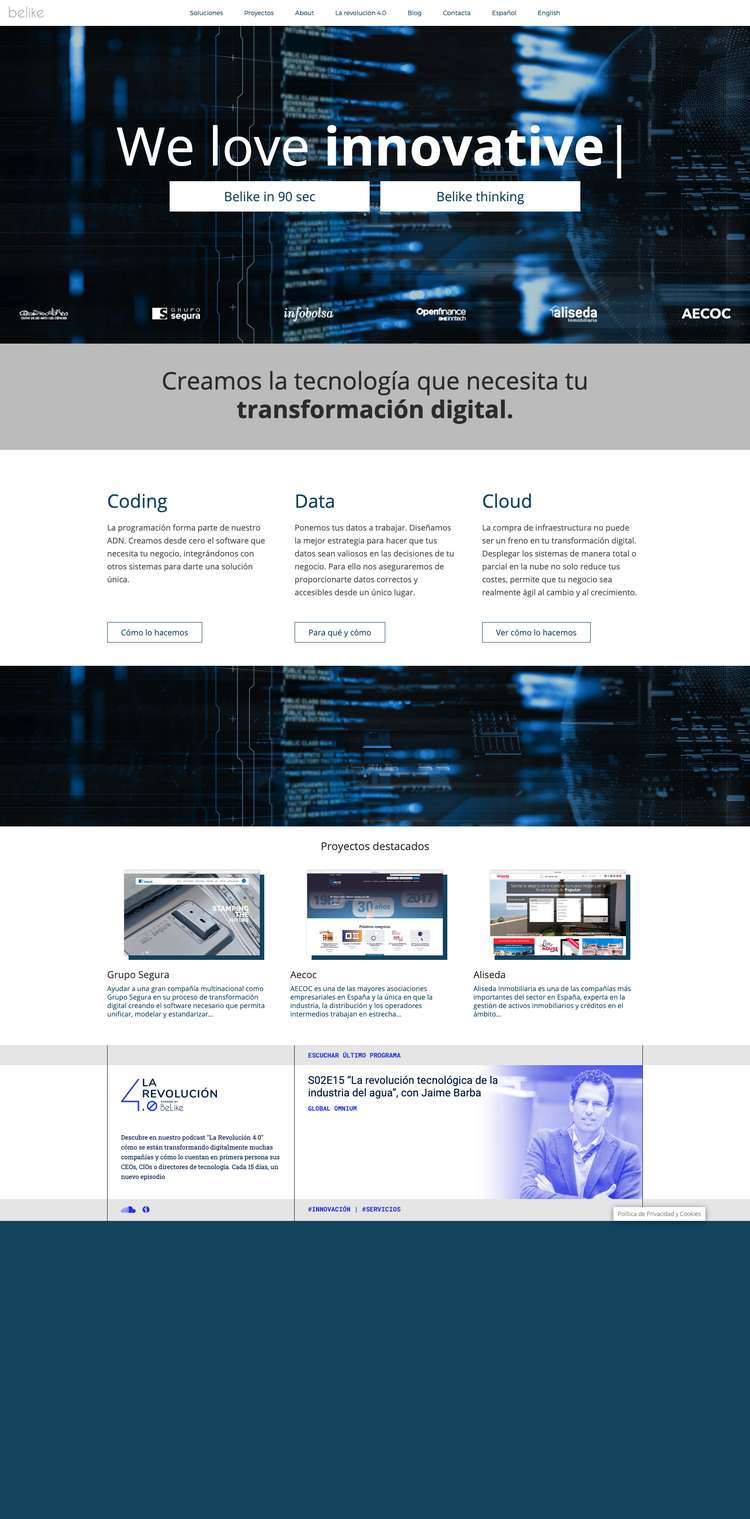 belike
Soluciones Proyectos About La revolución 4.0 Blog Contacta Español English
We love innovative|
Belike in 90 sec
Belike thinking
GRUPO segura
infobolsa
Openfinance
aliseda
Inmobiliaria
AECOC
Creamos la tecnología que necesita tu
transformación digital.
Coding
La programación forma parte de nuestro
ADN. Creamos desde cero el software que
necesita tu negocio, integrándonos con
otros sistemas para darte una solución
única.
Cómo lo hacemos
Data
Ponemos tus datos a trabajar. Diseñamos
la mejor estrategia para hacer que tus
datos sean valiosos en las decisiones de tu
negocio. Para ello nos aseguraremos de
proporcionarte datos correctos y
accesibles desde un único lugar.
Para qué y cómo
Cloud
La compra de infraestructura no puede
ser un freno en tu transformación digital.
Desplegar los sistemas de manera total o
parcial en la nube no solo reduce tus
costes, permite que tu negocio sea
realmente ágil al cambio y al crecimiento.
Ver cómo lo hacemos
Proyectos destacados
STAMPING
THE
FUTURE
Grupo Segura
Ayudar a una gran compañía multinacional como
Grupo Segura en su proceso de transformación
digital creando el software necesario que permita
unificar, modelar y estandarizar...
30 años
2017
Aecoc
AECOC es una de las mayores asociaciones
empresariales en España y la única en que la
industria, la distribución y los operadores
intermedios trabajan en estrecha...
Aliseda
Aliseda Inmobiliaria es una de las compañías más
importantes del sector en España, experta en la
gestión de activos inmobiliarios y créditos en el
ámbito...
ESCUCHAR ÚLTIMO PROGRAMA
LA
REVOLUCIÓN
4.0
BeLike
Descubre en nuestro podcast "La Revolución 4.0"
cómo se están transformando digitalmente muchas
compañías y cómo lo cuentan en primera persona sus
CEOs, CIOs o directores de tecnología. Cada 15 días, un
nuevo episodio
S02E15 “La revolución tecnológica de la
industria del agua”, con Jaime Barba
GLOBAL OMNIUM
#INNOVACIÓN | #SERVICIOS
Política de Privacidad y Cookies